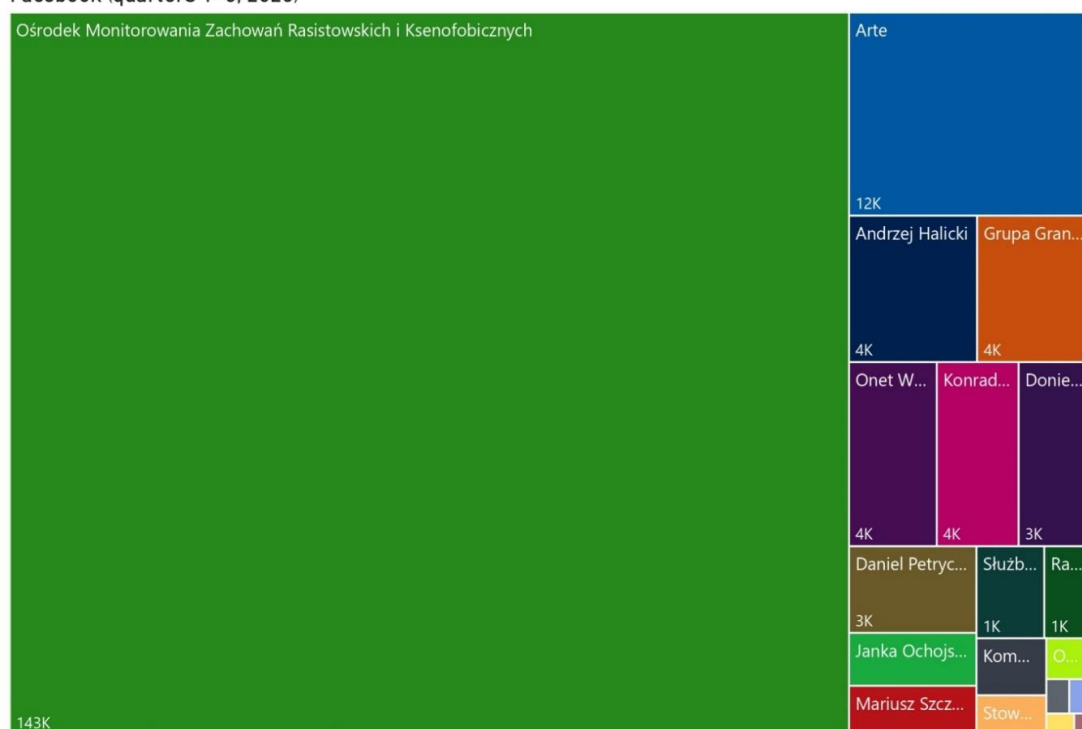 Ośrodek Monitorowania Zachowań Rasistowskich i Ksenofobicznych
143K
Arte
12K
Andrzej Halicki
4K
Grupa Gran...
4K
Onet W...
4K
Konrad...
4K
Donie...
3K
Daniel Petryc...
3K
Służb...
1K
Ra...
1K
Janka Ochojs...
Kom...
O...
Mariusz Szcz...
Stow...